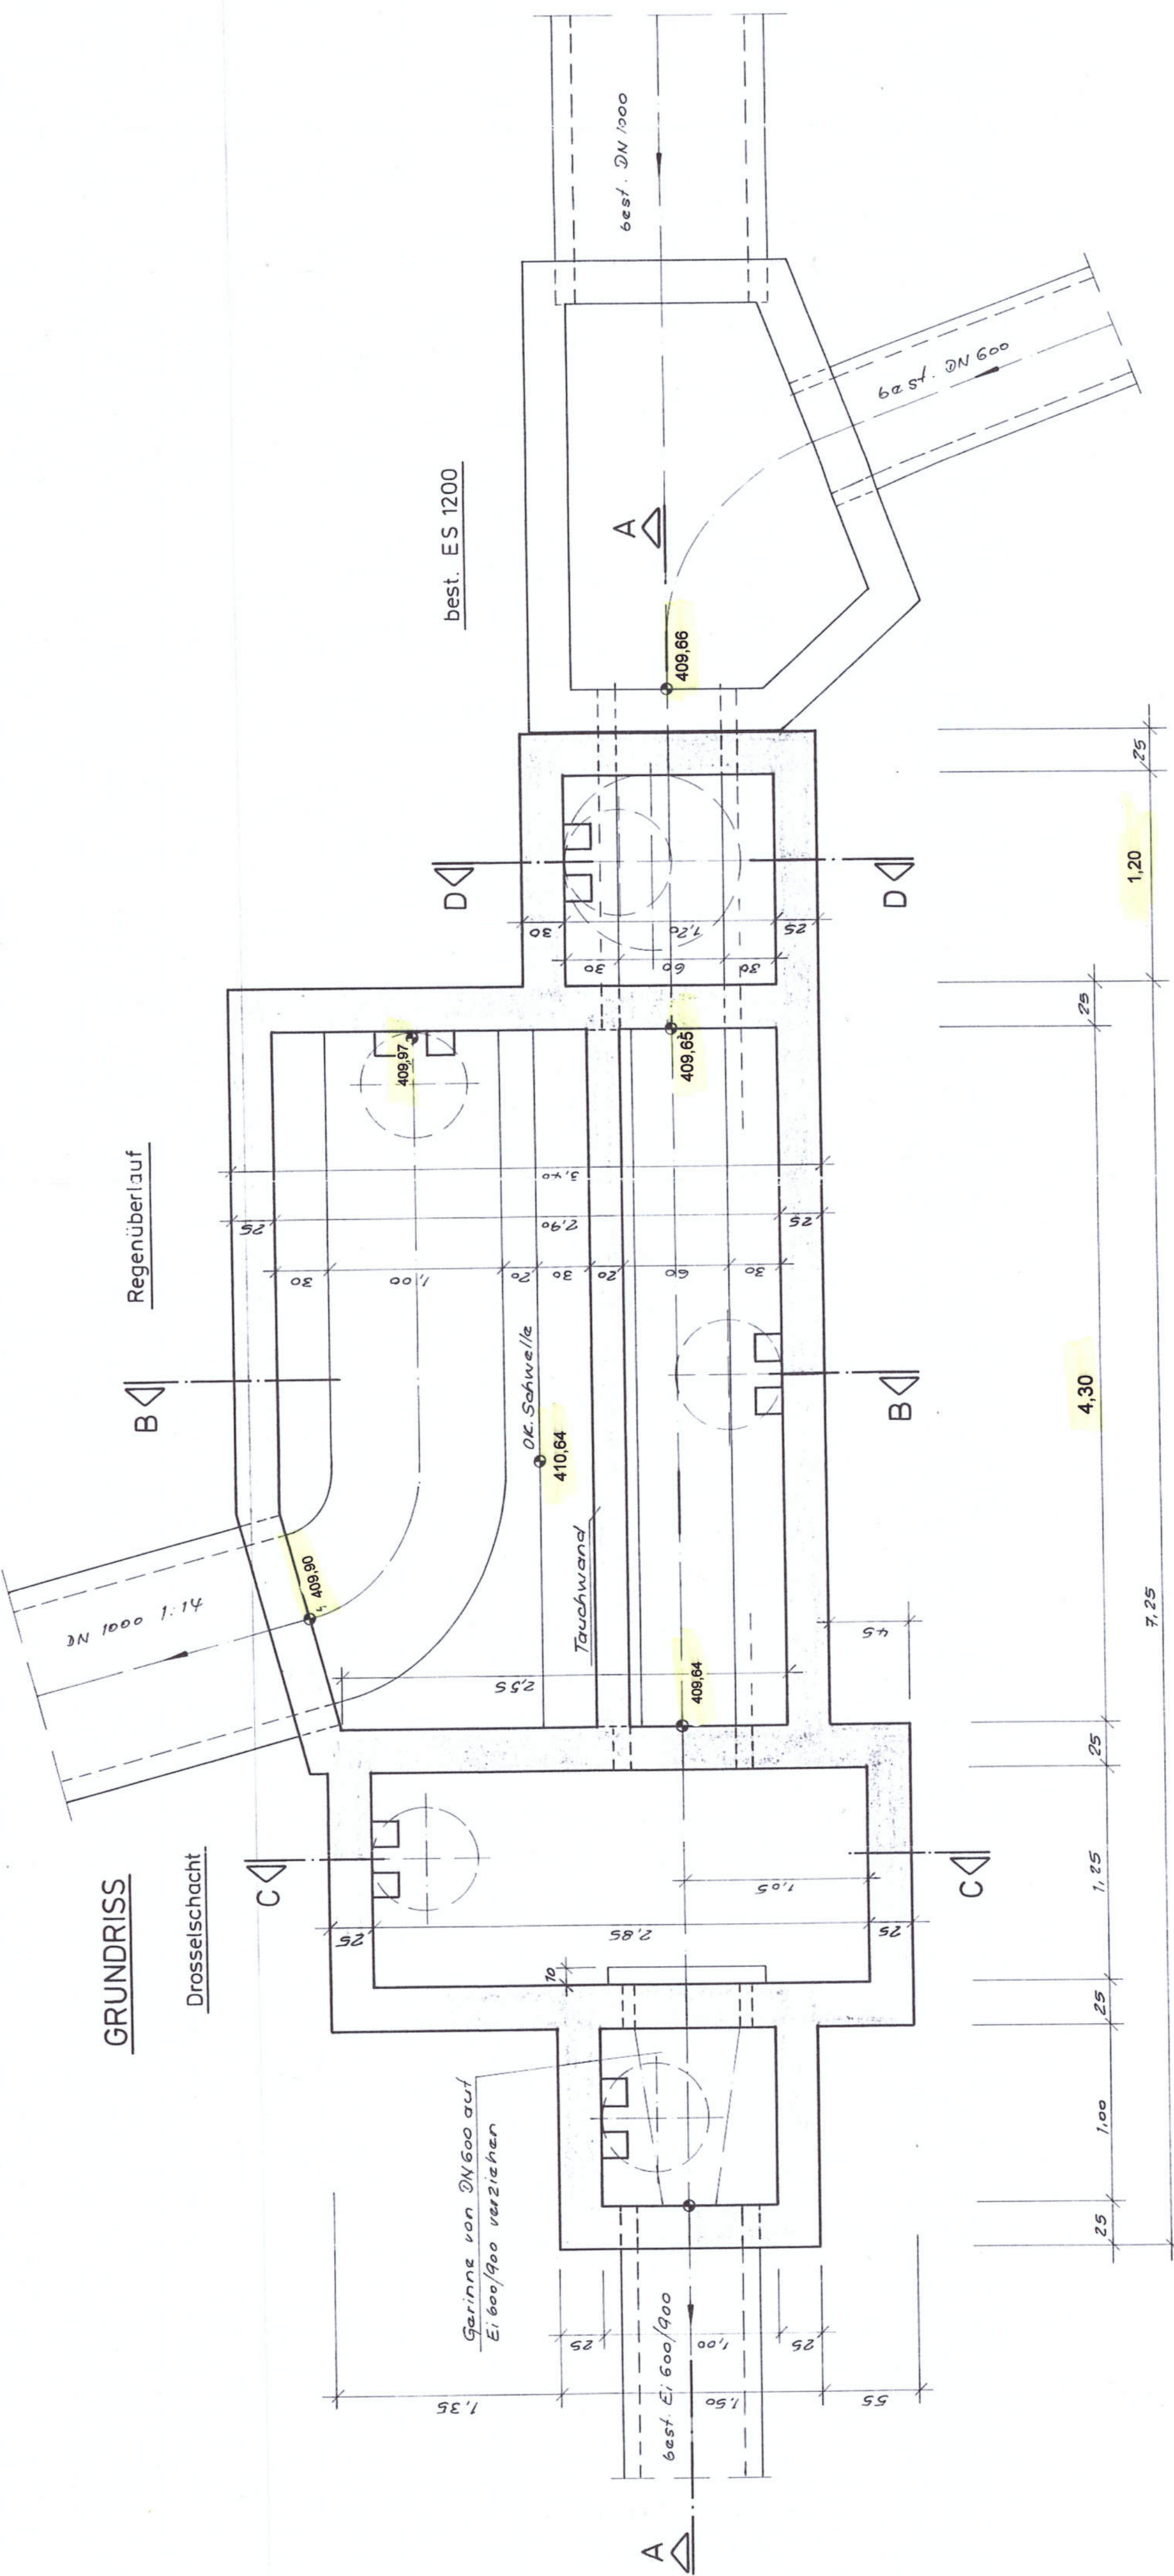 GRUNDRISS
Drosselschacht
Regenüberlauf
best. ES 1200
best. DN 1000
best. DN 600
DN 1000 1:14
409,90
409,97
409,66
409,65
409,64
OK. Schwelle
410,64
Tauchwand
Gerinne von DN 600 auf
Ei 600/900 verziehen
best. Ei 600/900
A
A
B
B
C
C
D
D
30
1,20
25
30
60
30
3,40
25
2,90
25
30
1,00
20
30
20
60
30
2,55
45
1,05
25
2,85
25
10
25
1,00
25
1,35
1,50
55
25
1,00
25
1,25
25
4,30
25
1,20
25
7,25